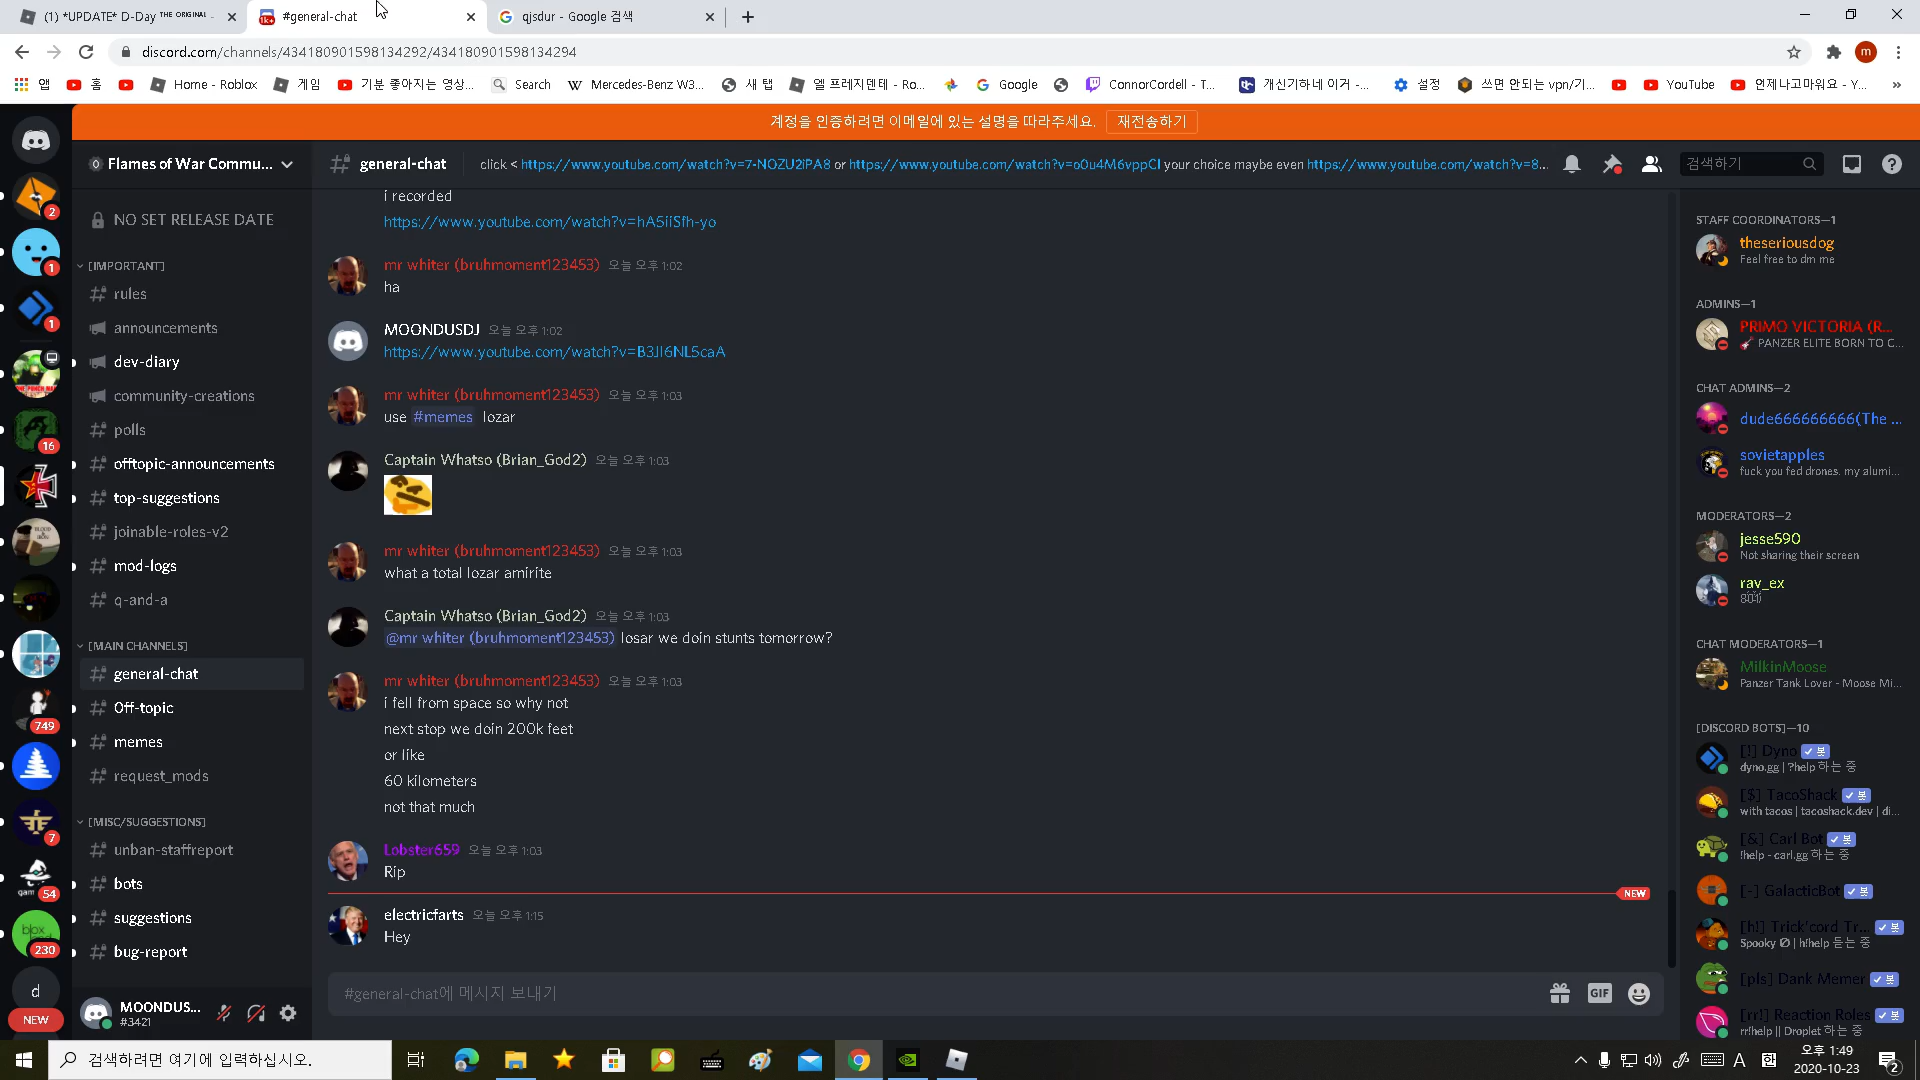 (1) *UPDATE* D-Day ᵀᴴᴱ ᴼᴿᴵᴳᴵᴺᴬᴸ -
#general-chat
qjsdur - Google 검색
discord.com/channels/434180901598134292/434180901598134294
m
앱
홈
Home - Roblox
게임
기분 좋아지는 영상...
Search
Mercedes-Benz W3...
새 탭
엘 프레지덴테 - Ro...
Google
ConnorCordell - T...
개신기하네 이거 -...
설정
쓰면 안되는 vpn/기...
YouTube
언제나고마워요 - Y...
계정을 인증하려면 이메일에 있는 설명을 따라주세요. 재전송하기
Flames of War Commu...
general-chat
click < https://www.youtube.com/watch?v=7-NOZU2iPA8 or https://www.youtube.com/watch?v=o0u4M6vppCI your choice maybe even https://www.youtube.com/watch?v=8...
검색하기
2
1
1
16
749
7
54
230
d
NEW
NO SET RELEASE DATE
[IMPORTANT]
rules
announcements
dev-diary
community-creations
polls
offtopic-announcements
top-suggestions
joinable-roles-v2
mod-logs
q-and-a
[MAIN CHANNELS]
general-chat
Off-topic
memes
request_mods
[MISC/SUGGESTIONS]
unban-staffreport
bots
suggestions
bug-report
MOONDUS...
#3421
i recorded
https://www.youtube.com/watch?v=hA5iiSfh-yo
mr whiter (bruhmoment123453) 오늘 오후 1:02
ha
MOONDUSDJ 오늘 오후 1:02
https://www.youtube.com/watch?v=B3JI6NL5caA
mr whiter (bruhmoment123453) 오늘 오후 1:03
use #memes lozar
Captain Whatso (Brian_God2) 오늘 오후 1:03
mr whiter (bruhmoment123453) 오늘 오후 1:03
what a total lozar amirite
Captain Whatso (Brian_God2) 오늘 오후 1:03
@mr whiter (bruhmoment123453) losar we doin stunts tomorrow?
mr whiter (bruhmoment123453) 오늘 오후 1:03
i fell from space so why not
next stop we doin 200k feet
or like
60 kilometers
not that much
Lobster659 오늘 오후 1:03
Rip
NEW
electricfarts 오늘 오후 1:15
Hey
#general-chat에 메시지 보내기
GIF
STAFF COORDINATORS—1
theseriousdog
Feel free to dm me
ADMINS—1
PRIMO VICTORIA (R...
PANZER ELITE BORN TO C...
CHAT ADMINS—2
dude666666666(The ...
sovietapples
fuck you fed drones. my alumi...
MODERATORS—2
jesse590
Not sharing their screen
rav_ex
CHAT MODERATORS—1
MilkinMoose
Panzer Tank Lover - Moose Mi...
[DISCORD BOTS]—10
[!] Dyno ✓ 봇
dyno.gg | ?help 하는 중
[$] TacoShack ✓ 봇
with tacos | tacoshack.dev | di...
[&] Carl Bot ✓ 봇
!help - carl.gg 하는 중
[-] GalacticBot ✓ 봇
[h!] Trick'cord Tr... ✓ 봇
Spooky Ø | h!help 듣는 중
[pls] Dank Memer ✓ 봇
[rr!] Reaction Roles ✓ 봇
rr!help || Droplet 하는 중
검색하려면 여기에 입력하십시오.
A
한
오후 1:49
2020-10-23
2